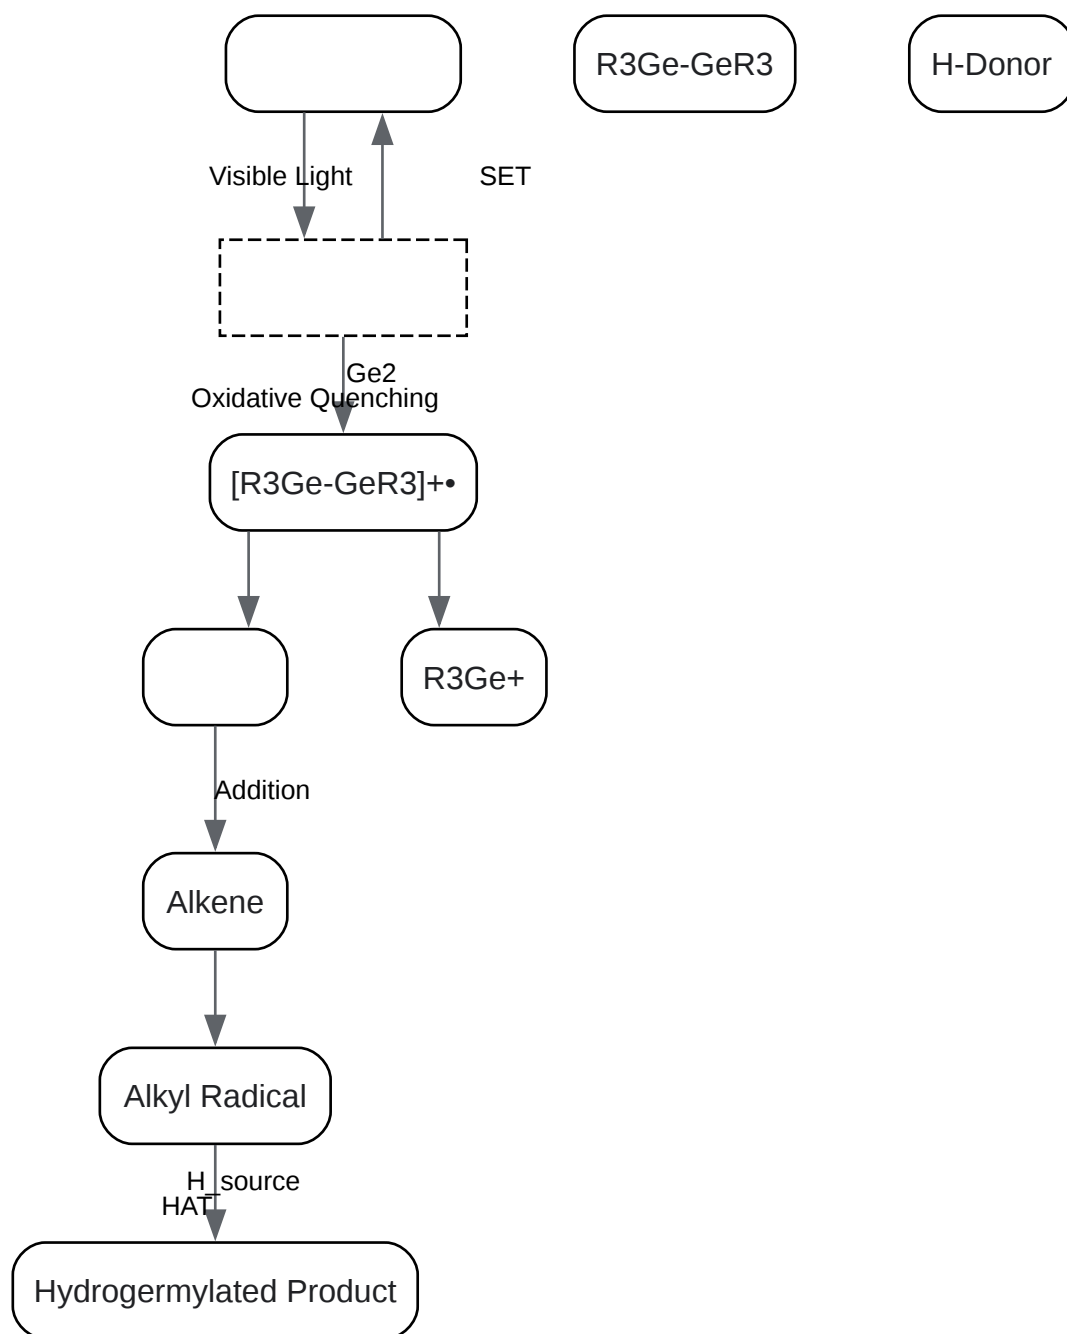 R3Ge-GeR3
H-Donor
Visible Light
SET
Ge2
Oxidative Quenching
[R3Ge-GeR3]+•
R3Ge+
Addition
Alkene
Alkyl Radical
H_source
HAT
Hydrogermylated Product